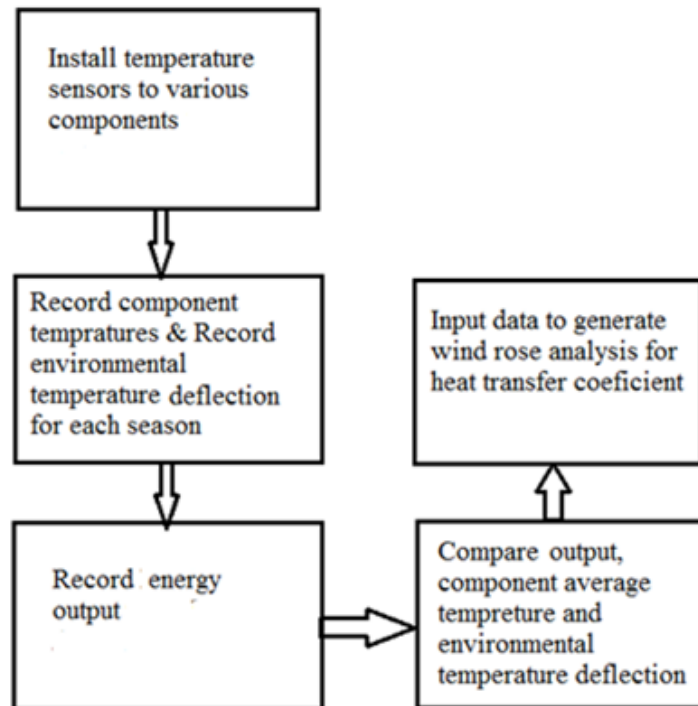 Install temperature
sensors to various
components
Record component
tempratures & Record
environmental
temperature deflection
for each season
Record energy
output
Compare output,
component average
tempreture and
environmental
temperature deflection
Input data to generate
wind rose analysis for
heat transfer coeficient